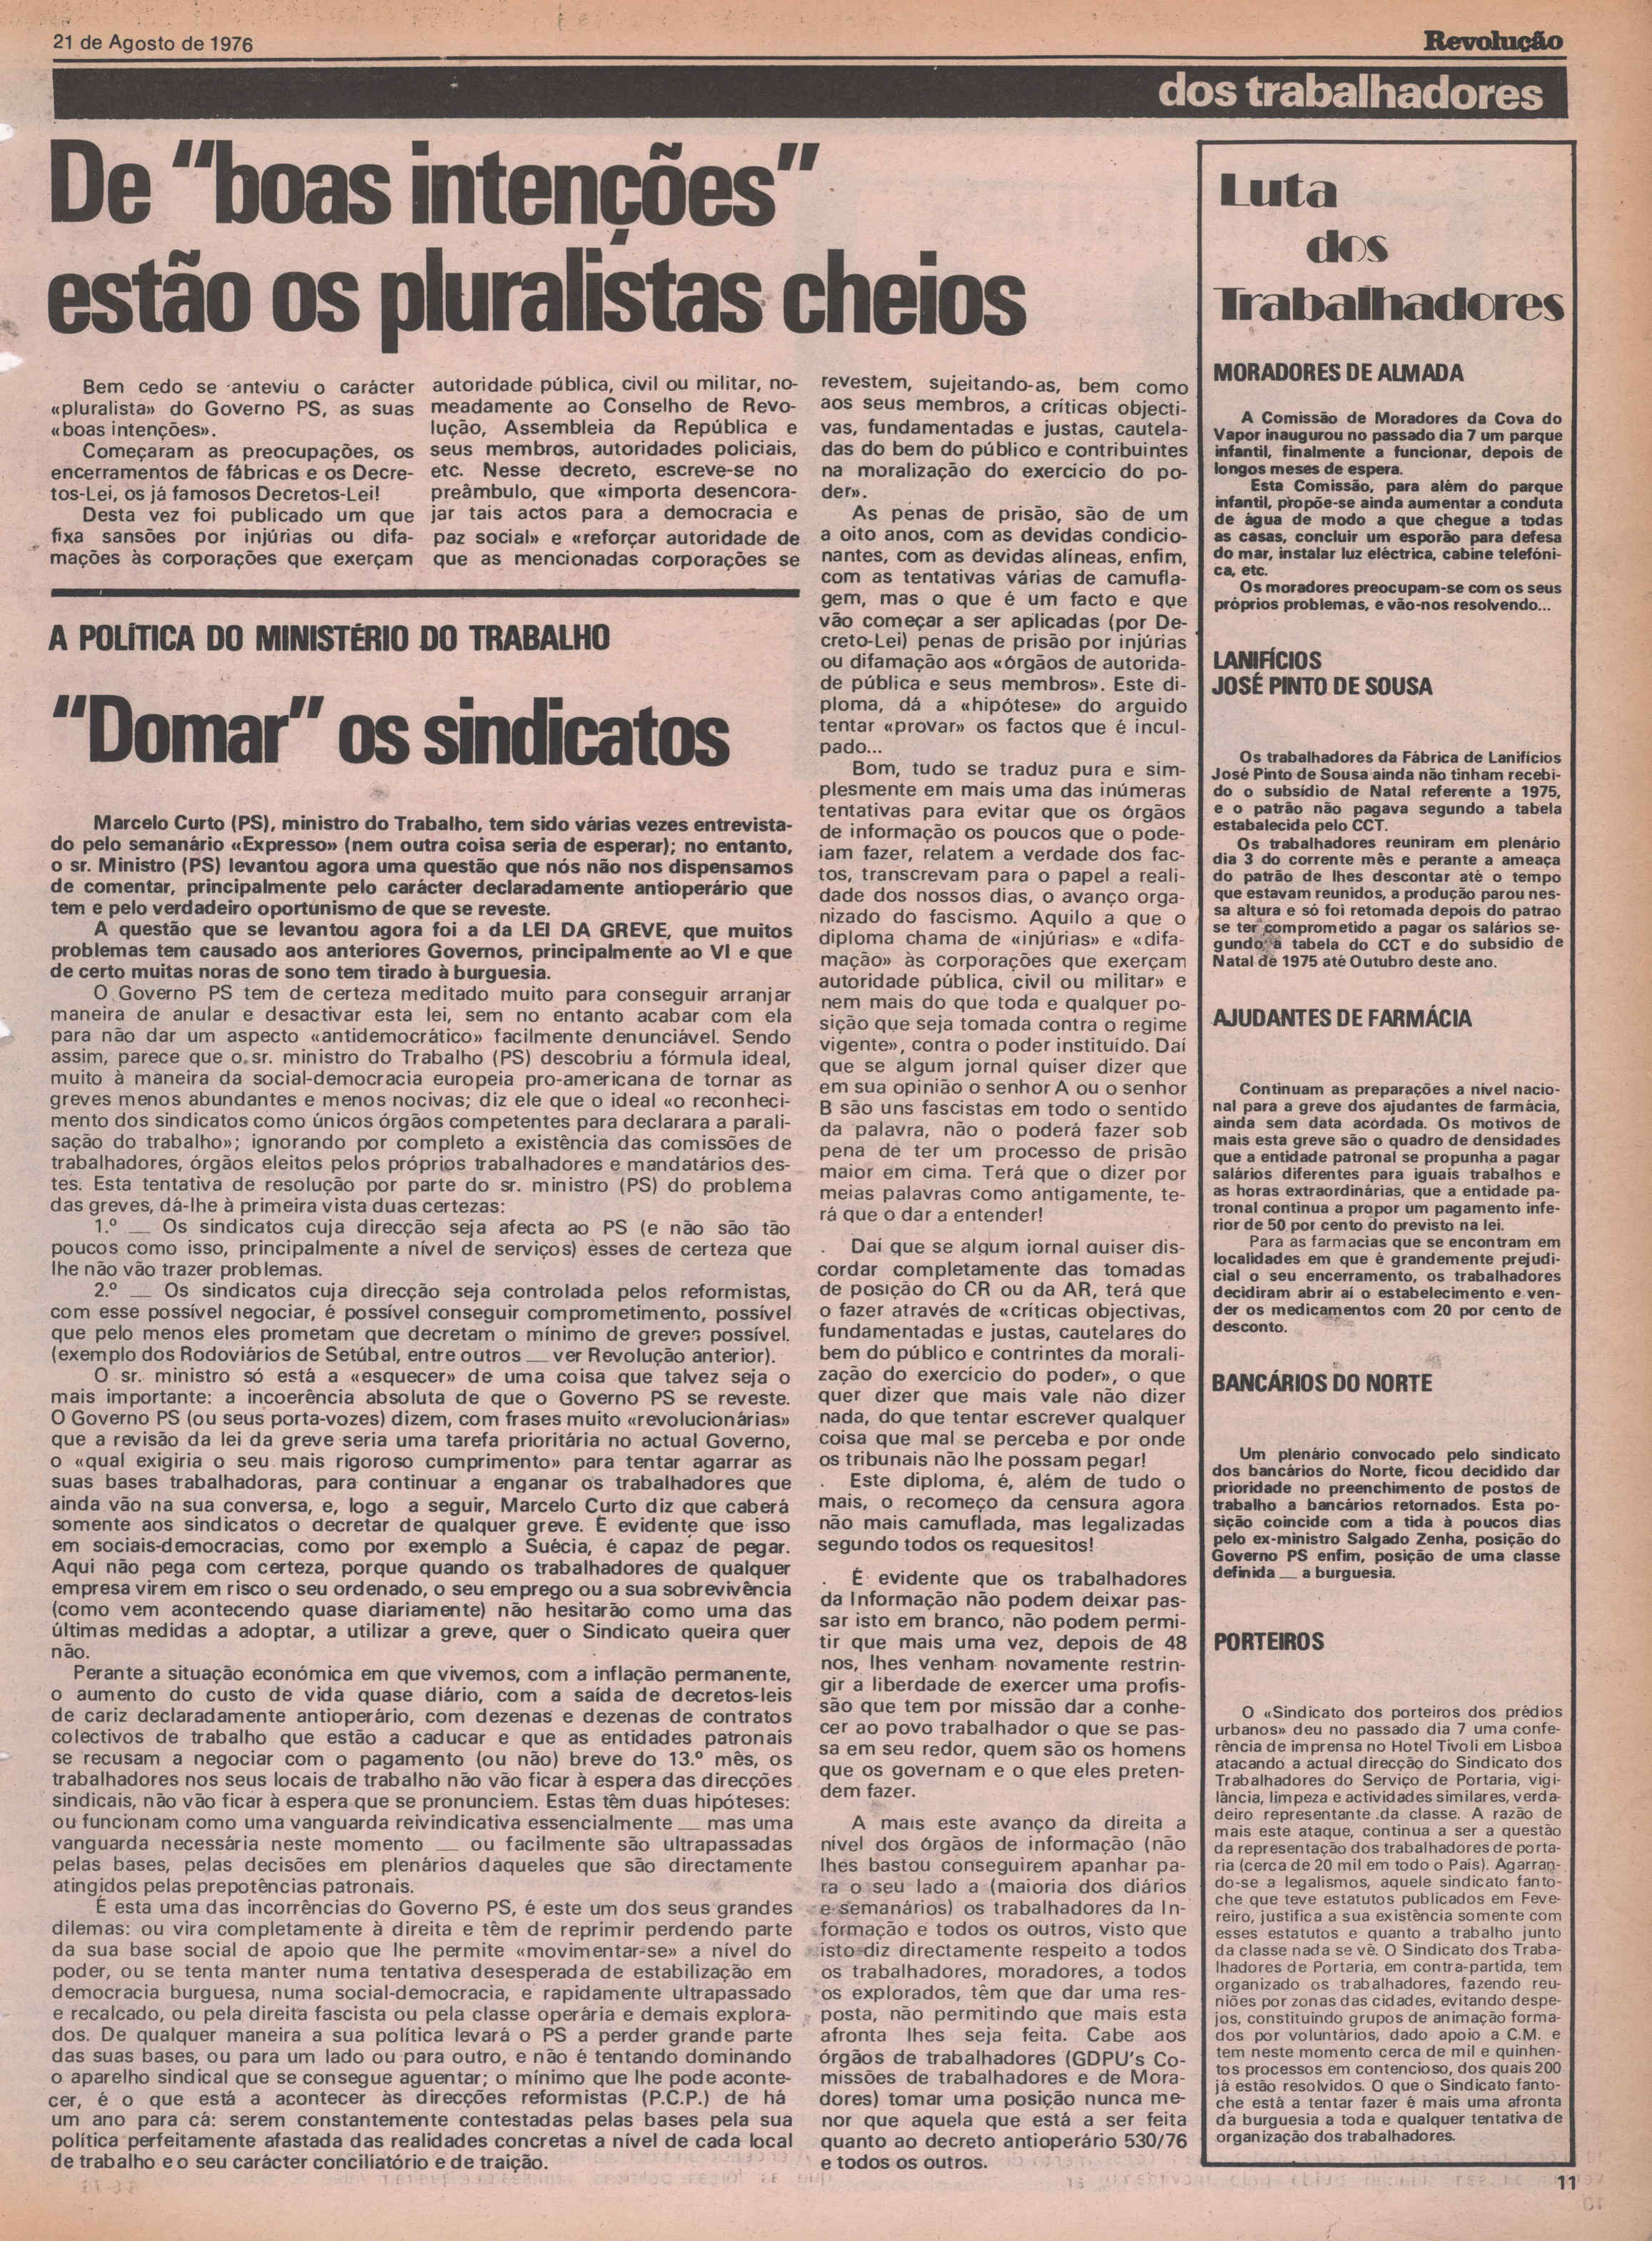 21 de Agosto de 1976
Revolução
dos trabalhadores
De "boas intenções"
estão os pluralistas cheios
Bem cedo se anteviu o carácter
«pluralista» do Governo PS, as suas
«boas intenções».
Começaram as preocupações, os
encerramentos de fábricas e os Decre-
tos-Lei, os já famosos Decretos-Lei!
Desta vez foi publicado um que
fixa sansões por injúrias ou difa-
mações às corporações que exerçam
autoridade pública, civil ou militar, no-
meadamente ao Conselho de Revo-
lução, Assembleia da República e
seus membros, autoridades policiais,
etc. Nesse decreto, escreve-se no
preâmbulo, que «importa desencora-
jar tais actos para a democracia e
paz social» e «reforçar autoridade de
que as mencionadas corporações se
revestem, sujeitando-as, bem como
aos seus membros, a críticas objecti-
vas, fundamentadas e justas, cautela-
das do bem do público e contribuintes
na moralização do exercício do po-
der».
As penas de prisão, são de um
a oito anos, com as devidas condicio-
nantes, com as devidas alíneas, enfim,
com as tentativas várias de camufla-
gem, mas o que é um facto e que
vão começar a ser aplicadas (por De-
creto-Lei) penas de prisão por injúrias
ou difamação aos «órgãos de autorida-
de pública e seus membros». Este di-
ploma, dá a «hipótese» do arguido
tentar «provar» os factos que é incul-
pado...
Bom, tudo se traduz pura e sim-
plesmente em mais uma das inúmeras
tentativas para evitar que os órgãos
de informação os poucos que o pode-
iam fazer, relatem a verdade dos fac-
tos, transcrevam para o papel a reali-
dade dos nossos dias, o avanço orga-
nizado do fascismo. Aquilo a que o
diploma chama de «injúrias» e «difa-
mação» às corporações que exerçam
autoridade pública, civil ou militar» e
nem mais do que toda e qualquer po-
sição que seja tomada contra o regime
vigente», contra o poder instituído. Daí
que se algum jornal quiser dizer que
em sua opinião o senhor A ou o senhor
B são uns fascistas em todo o sentido
da palavra, não o poderá fazer sob
pena de ter um processo de prisão
maior em cima. Terá que o dizer por
meias palavras como antigamente, te-
rá que o dar a entender!
. Daí que se algum jornal quiser dis-
cordar completamente das tomadas
de posição do CR ou da AR, terá que
o fazer através de «críticas objectivas,
fundamentadas e justas, cautelares do
bem do público e contrintes da morali-
zação do exercício do poder», o que
quer dizer que mais vale não dizer
nada, do que tentar escrever qualquer
coisa que mal se perceba e por onde
os tribunais não lhe possam pegar!
. Este diploma, é, além de tudo o
mais, o recomeço da censura agora
não mais camuflada, mas legalizadas
segundo todos os requesitos!
. É evidente que os trabalhadores
da Informação não podem deixar pas-
sar isto em branco, não podem permi-
tir que mais uma vez, depois de 48
nos, lhes venham novamente restrin-
gir a liberdade de exercer uma profis-
são que tem por missão dar a conhe-
cer ao povo trabalhador o que se pas-
sa em seu redor, quem são os homens
que os governam e o que eles preten-
dem fazer.
A mais este avanço da direita a
nível dos órgãos de informação (não
lhes bastou conseguirem apanhar pa-
ra o seu lado a (maioria dos diários
e semanários) os trabalhadores da In-
formação e todos os outros, visto que
isto diz directamente respeito a todos
os trabalhadores, moradores, a todos
os explorados, têm que dar uma res-
posta, não permitindo que mais esta
afronta lhes seja feita. Cabe aos
órgãos de trabalhadores (GDPU's Co-
missões de trabalhadores e de Mora-
dores) tomar uma posição nunca me-
nor que aquela que está a ser feita
quanto ao decreto antioperário 530/76
e todos os outros.
A POLÍTICA DO MINISTÉRIO DO TRABALHO
"Domar" os sindicatos
Marcelo Curto (PS), ministro do Trabalho, tem sido várias vezes entrevista-
do pelo semanário «Expresso» (nem outra coisa seria de esperar); no entanto,
o sr. Ministro (PS) levantou agora uma questão que nós não nos dispensamos
de comentar, principalmente pelo carácter declaradamente antioperário que
tem e pelo verdadeiro oportunismo de que se reveste.
A questão que se levantou agora foi a da LEI DA GREVE, que muitos
problemas tem causado aos anteriores Governos, principalmente ao VI e que
de certo muitas noras de sono tem tirado à burguesia.
O Governo PS tem de certeza meditado muito para conseguir arranjar
maneira de anular e desactivar esta lei, sem no entanto acabar com ela
para não dar um aspecto «antidemocrático» facilmente denunciável. Sendo
assim, parece que o sr. ministro do Trabalho (PS) descobriu a fórmula ideal,
muito à maneira da social-democracia europeia pro-americana de tornar as
greves menos abundantes e menos nocivas; diz ele que o ideal «o reconheci-
mento dos sindicatos como únicos órgãos competentes para declarara a parali-
sação do trabalho»; ignorando por completo a existência das comissões de
trabalhadores, órgãos eleitos pelos próprios trabalhadores e mandatários des-
tes. Esta tentativa de resolução por parte do sr. ministro (PS) do problema
das greves, dá-lhe à primeira vista duas certezas:
1.º — Os sindicatos cuja direcção seja afecta ao PS (e não são tão
poucos como isso, principalmente a nível de serviços) esses de certeza que
lhe não vão trazer problemas.
2.º — Os sindicatos cuja direcção seja controlada pelos reformistas,
com esse possível negociar, é possível conseguir comprometimento, possível
que pelo menos eles prometam que decretam o mínimo de greves possível.
(exemplo dos Rodoviários de Setúbal, entre outros — ver Revolução anterior).
O sr. ministro só está a «esquecer» de uma coisa que talvez seja o
mais importante: a incoerência absoluta de que o Governo PS se reveste.
O Governo PS (ou seus porta-vozes) dizem, com frases muito «revolucionárias»
que a revisão da lei da greve seria uma tarefa prioritária no actual Governo,
o «qual exigiria o seu mais rigoroso cumprimento» para tentar agarrar as
suas bases trabalhadoras, para continuar a enganar os trabalhadores que
ainda vão na sua conversa, e, logo a seguir, Marcelo Curto diz que caberá
somente aos sindicatos o decretar de qualquer greve. É evidente que isso
em sociais-democracias, como por exemplo a Suécia, é capaz de pegar.
Aqui não pega com certeza, porque quando os trabalhadores de qualquer
empresa virem em risco o seu ordenado, o seu emprego ou a sua sobrevivência
(como vem acontecendo quase diariamente) não hesitarão como uma das
últimas medidas a adoptar, a utilizar a greve, quer o Sindicato queira quer
não.
Perante a situação económica em que vivemos, com a inflação permanente,
o aumento do custo de vida quase diário, com a saída de decretos-leis
de cariz declaradamente antioperário, com dezenas e dezenas de contratos
colectivos de trabalho que estão a caducar e que as entidades patronais
se recusam a negociar com o pagamento (ou não) breve do 13.º mês, os
trabalhadores nos seus locais de trabalho não vão ficar à espera das direcções
sindicais, não vão ficar à espera que se pronunciem. Estas têm duas hipóteses:
ou funcionam como uma vanguarda reivindicativa essencialmente — mas uma
vanguarda necessária neste momento — ou facilmente são ultrapassadas
pelas bases, pelas decisões em plenários daqueles que são directamente
atingidos pelas prepotências patronais.
É esta uma das incorrências do Governo PS, é este um dos seus grandes
dilemas: ou vira completamente à direita e têm de reprimir perdendo parte
da sua base social de apoio que lhe permite «movimentar-se» a nível do
poder, ou se tenta manter numa tentativa desesperada de estabilização em
democracia burguesa, numa social-democracia, e rapidamente ultrapassado
e recalcado, ou pela direita fascista ou pela classe operária e demais explora-
dos. De qualquer maneira a sua política levará o PS a perder grande parte
das suas bases, ou para um lado ou para outro, e não é tentando dominando
o aparelho sindical que se consegue aguentar; o mínimo que lhe pode aconte-
cer, é o que está a acontecer às direcções reformistas (P.C.P.) de há
um ano para cá: serem constantemente contestadas pelas bases pela sua
política perfeitamente afastada das realidades concretas a nível de cada local
de trabalho e o seu carácter conciliatório e de traição.
Luta
dos
Trabalhadores
MORADORES DE ALMADA
A Comissão de Moradores da Cova do
Vapor inaugurou no passado dia 7 um parque
infantil, finalmente a funcionar, depois de
longos meses de espera.
Esta Comissão, para além do parque
infantil, propõe-se ainda aumentar a conduta
de água de modo a que chegue a todas
as casas, concluir um esporão para defesa
do mar, instalar luz eléctrica, cabine telefóni-
ca, etc.
Os moradores preocupam-se com os seus
próprios problemas, e vão-nos resolvendo...
LANIFÍCIOS
JOSÉ PINTO DE SOUSA
Os trabalhadores da Fábrica de Lanifícios
José Pinto de Sousa ainda não tinham recebi-
do o subsídio de Natal referente a 1975,
e o patrão não pagava segundo a tabela
estabalecida pelo CCT.
Os trabalhadores reuniram em plenário
dia 3 do corrente mês e perante a ameaça
do patrão de lhes descontar até o tempo
que estavam reunidos, a produção parou nes-
sa altura e só foi retomada depois do patrao
se ter comprometido a pagar os salários se-
gundo a tabela do CCT e do subsídio de
Natal de 1975 até Outubro deste ano.
AJUDANTES DE FARMÁCIA
Continuam as preparações a nível nacio-
nal para a greve dos ajudantes de farmácia,
ainda sem data acordada. Os motivos de
mais esta greve são o quadro de densidades
que a entidade patronal se propunha a pagar
salários diferentes para iguais trabalhos e
as horas extraordinárias, que a entidade pa-
tronal continua a propor um pagamento infe-
rior de 50 por cento do previsto na lei.
Para as farmacias que se encontram em
localidades em que é grandemente prejudi-
cial o seu encerramento, os trabalhadores
decidiram abrir aí o estabelecimento e ven-
der os medicamentos com 20 por cento de
desconto.
BANCÁRIOS DO NORTE
Um plenário convocado pelo sindicato
dos bancários do Norte, ficou decidido dar
prioridade no preenchimento de postos de
trabalho a bancários retornados. Esta po-
sição coincide com a tida à poucos dias
pelo ex-ministro Salgado Zenha, posição do
Governo PS enfim, posição de uma classe
definida — a burguesia.
PORTEIROS
O «Sindicato dos porteiros dos prédios
urbanos» deu no passado dia 7 uma confe-
rência de imprensa no Hotel Tivoli em Lisboa
atacando a actual direcção do Sindicato dos
Trabalhadores do Serviço de Portaria, vigi-
lância, limpeza e actividades similares, verda-
deiro representante da classe. A razão de
mais este ataque, continua a ser a questão
da representação dos trabalhadores de porta-
ria (cerca de 20 mil em todo o País). Agarran-
do-se a legalismos, aquele sindicato fanto-
che que teve estatutos publicados em Feve-
reiro, justifica a sua existência somente com
esses estatutos e quanto a trabalho junto
da classe nada se vê. O Sindicato dos Traba-
lhadores de Portaria, em contra-partida, tem
organizado os trabalhadores, fazendo reu-
niões por zonas das cidades, evitando despe-
jos, constituindo grupos de animação forma-
dos por voluntários, dado apoio a C.M. e
tem neste momento cerca de mil e quinhen-
tos processos em contencioso, dos quais 200
já estão resolvidos. O que o Sindicato fanto-
che está a tentar fazer é mais uma afronta
da burguesia a toda e qualquer tentativa de
organização dos trabalhadores.
11